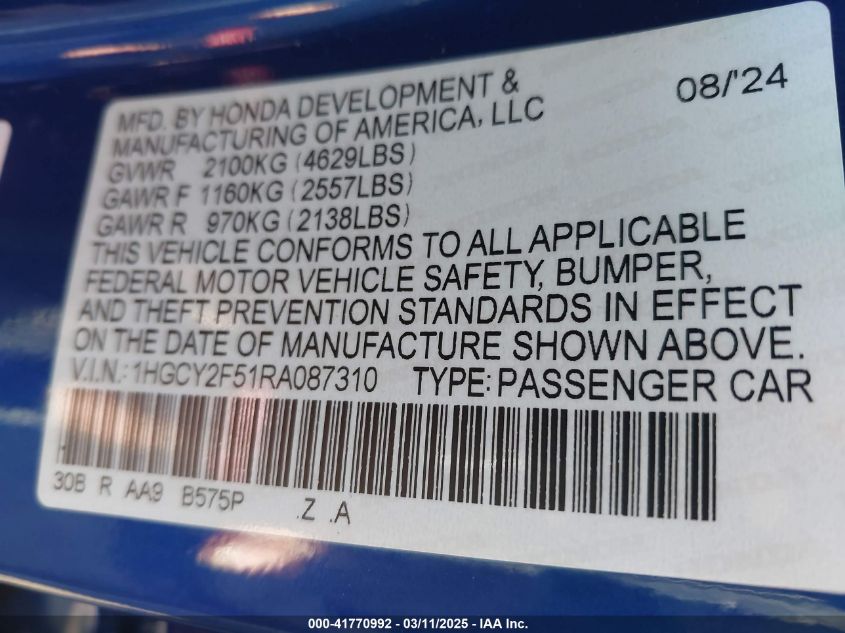 MFD. BY HONDA DEVELOPMENT &
MANUFACTURING OF AMERICA, LLC
08/'24
GVWR 2100KG (4629LBS)
GAWR F 1160KG (2557LBS)
GAWR R 970KG (2138LBS)
THIS VEHICLE CONFORMS TO ALL APPLICABLE
FEDERAL MOTOR VEHICLE SAFETY, BUMPER,
AND THEFT PREVENTION STANDARDS IN EFFECT
ON THE DATE OF MANUFACTURE SHOWN ABOVE.
V.I.N.: 1HGCY2F51RA087310 TYPE: PASSENGER CAR
30B R AA9 B575P .Z .A
000-41770992 - 03/11/2025 - IAA Inc.